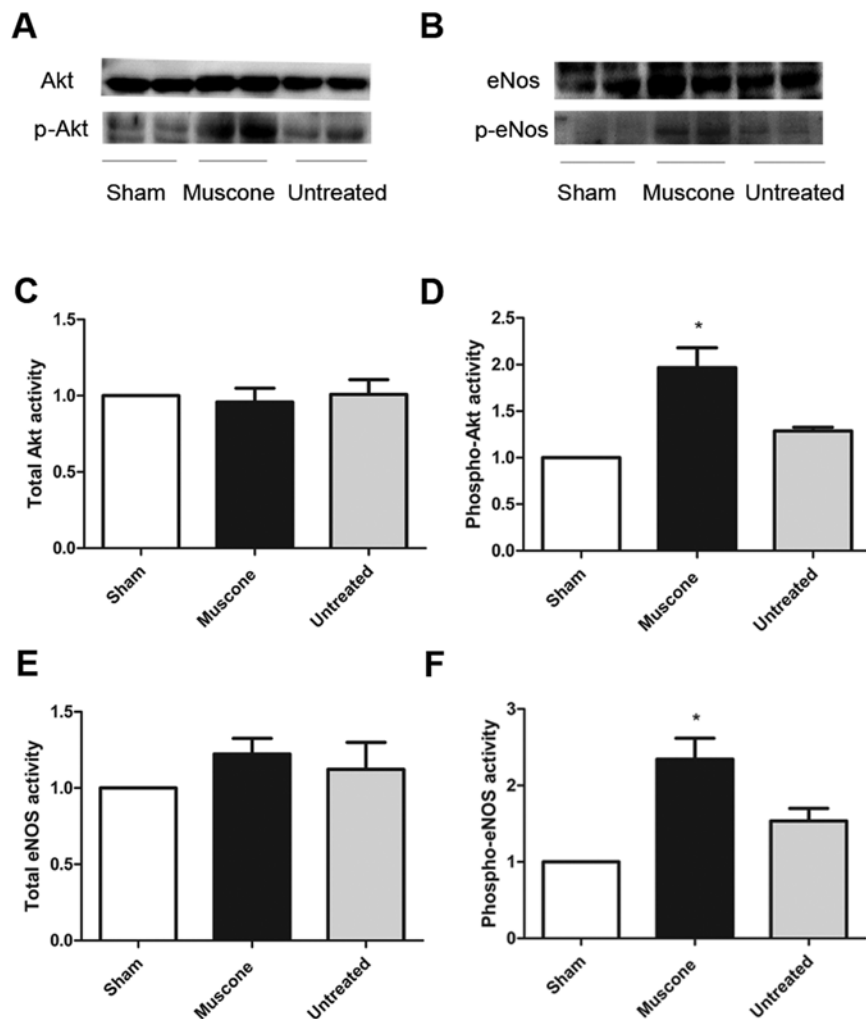 A
B
Akt
eNos
p-Akt
p-eNos
Sham Muscone Untreated
Sham Muscone Untreated
C
Total Akt activity
1.5
1.0
0.5
0.0
Sham
Muscone
Untreated
D
Phospho-Akt activity
2.5
2.0
1.5
1.0
0.5
0.0
*
Sham
Muscone
Untreated
E
Total eNOS activity
1.5
1.0
0.5
0.0
Sham
Muscone
Untreated
F
Phospho-eNOS activity
3
2
1
0
*
Sham
Muscone
Untreated